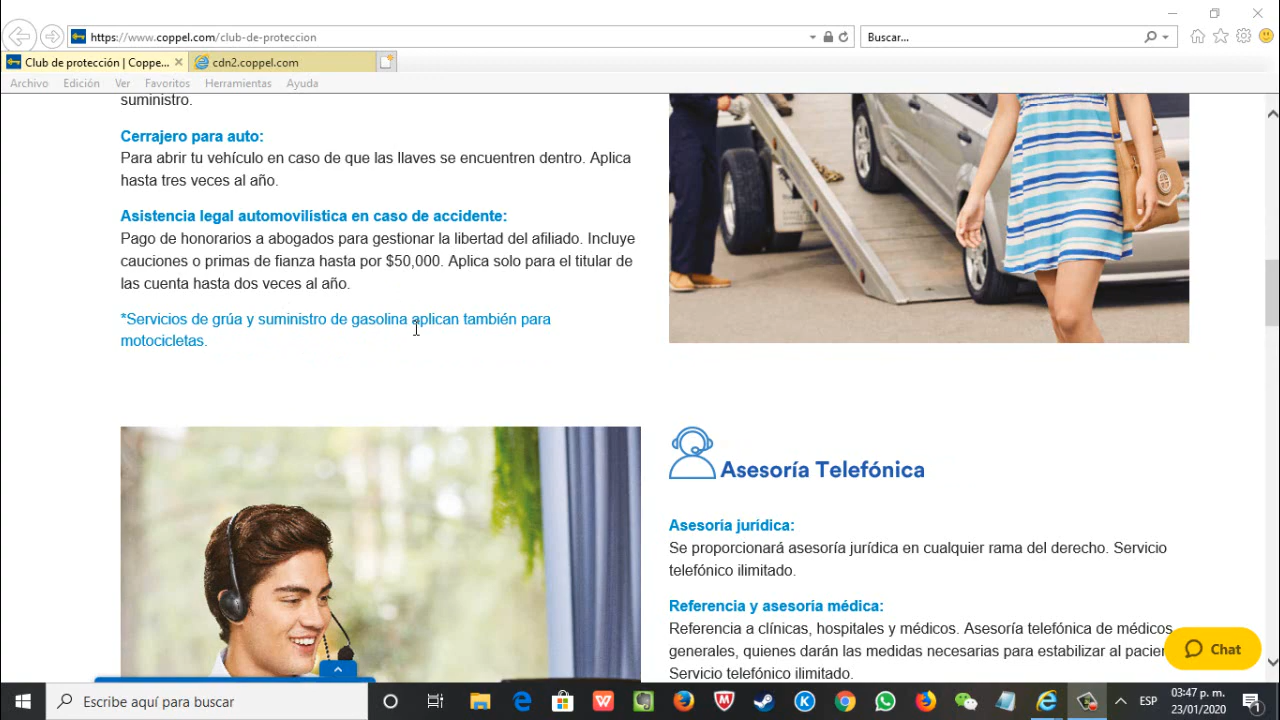 https://www.coppel.com/club-de-proteccion
Buscar...
Club de protección | Coppe...
cdn2.coppel.com
Archivo Edición Ver Favoritos Herramientas Ayuda
suministro.
Cerrajero para auto:
Para abrir tu vehículo en caso de que las llaves se encuentren dentro. Aplica
hasta tres veces al año.
Asistencia legal automovilística en caso de accidente:
Pago de honorarios a abogados para gestionar la libertad del afiliado. Incluye
cauciones o primas de fianza hasta por $50,000. Aplica solo para el titular de
las cuenta hasta dos veces al año.
*Servicios de grúa y suministro de gasolina aplican también para
motocicletas.
Asesoría Telefónica
Asesoría jurídica:
Se proporcionará asesoría jurídica en cualquier rama del derecho. Servicio
telefónico ilimitado.
Referencia y asesoría médica:
Referencia a clínicas, hospitales y médicos. Asesoría telefónica de médicos
generales, quienes darán las medidas necesarias para estabilizar al pacien
Servicio telefónico ilimitado.
Chat
Escribe aquí para buscar
ESP
03:47 p. m.
23/01/2020
1